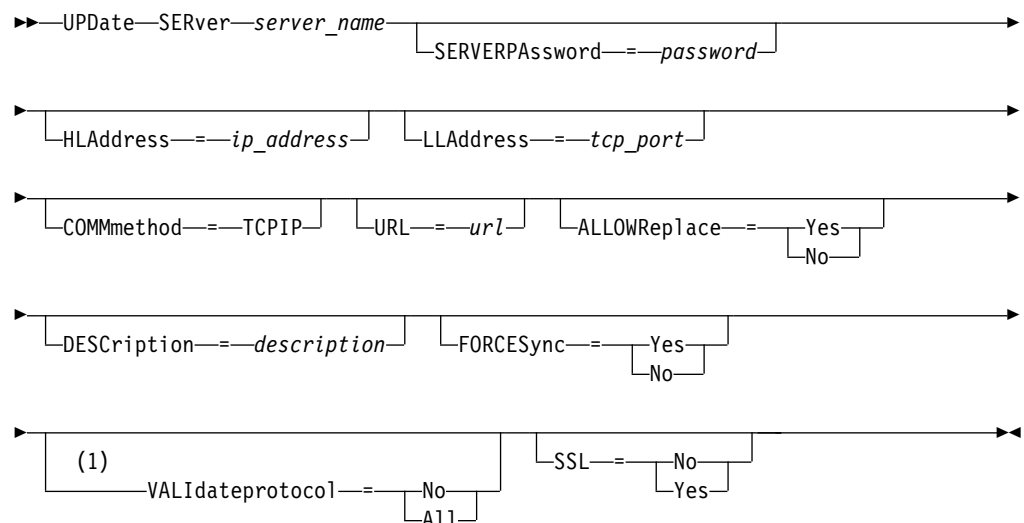 UPDate SERver server_name
SERVERPAssword = password
HLAddress = ip_address LLAddress = tcp_port
COMMmethod = TCPIP URL = url ALLOWReplace = Yes
No
DESCription = description FORCESync = Yes
No
(1)
VALIdateprotocol = No
All
SSL = No
Yes